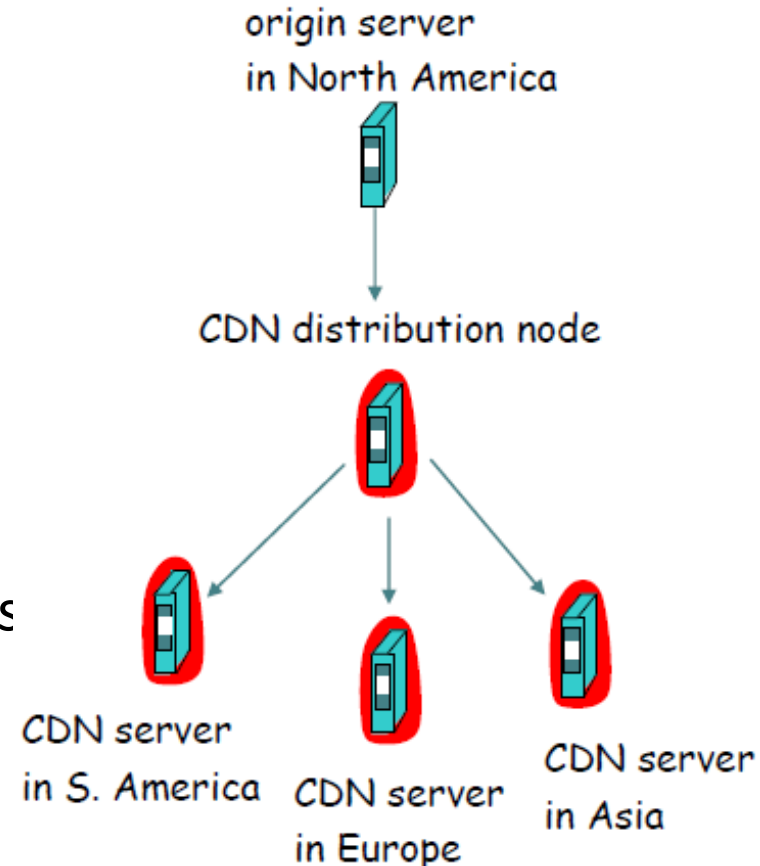 origin server
in North America
CDN distribution node
s
CDN server
in S. America
CDN server
in Europe
CDN server
in Asia